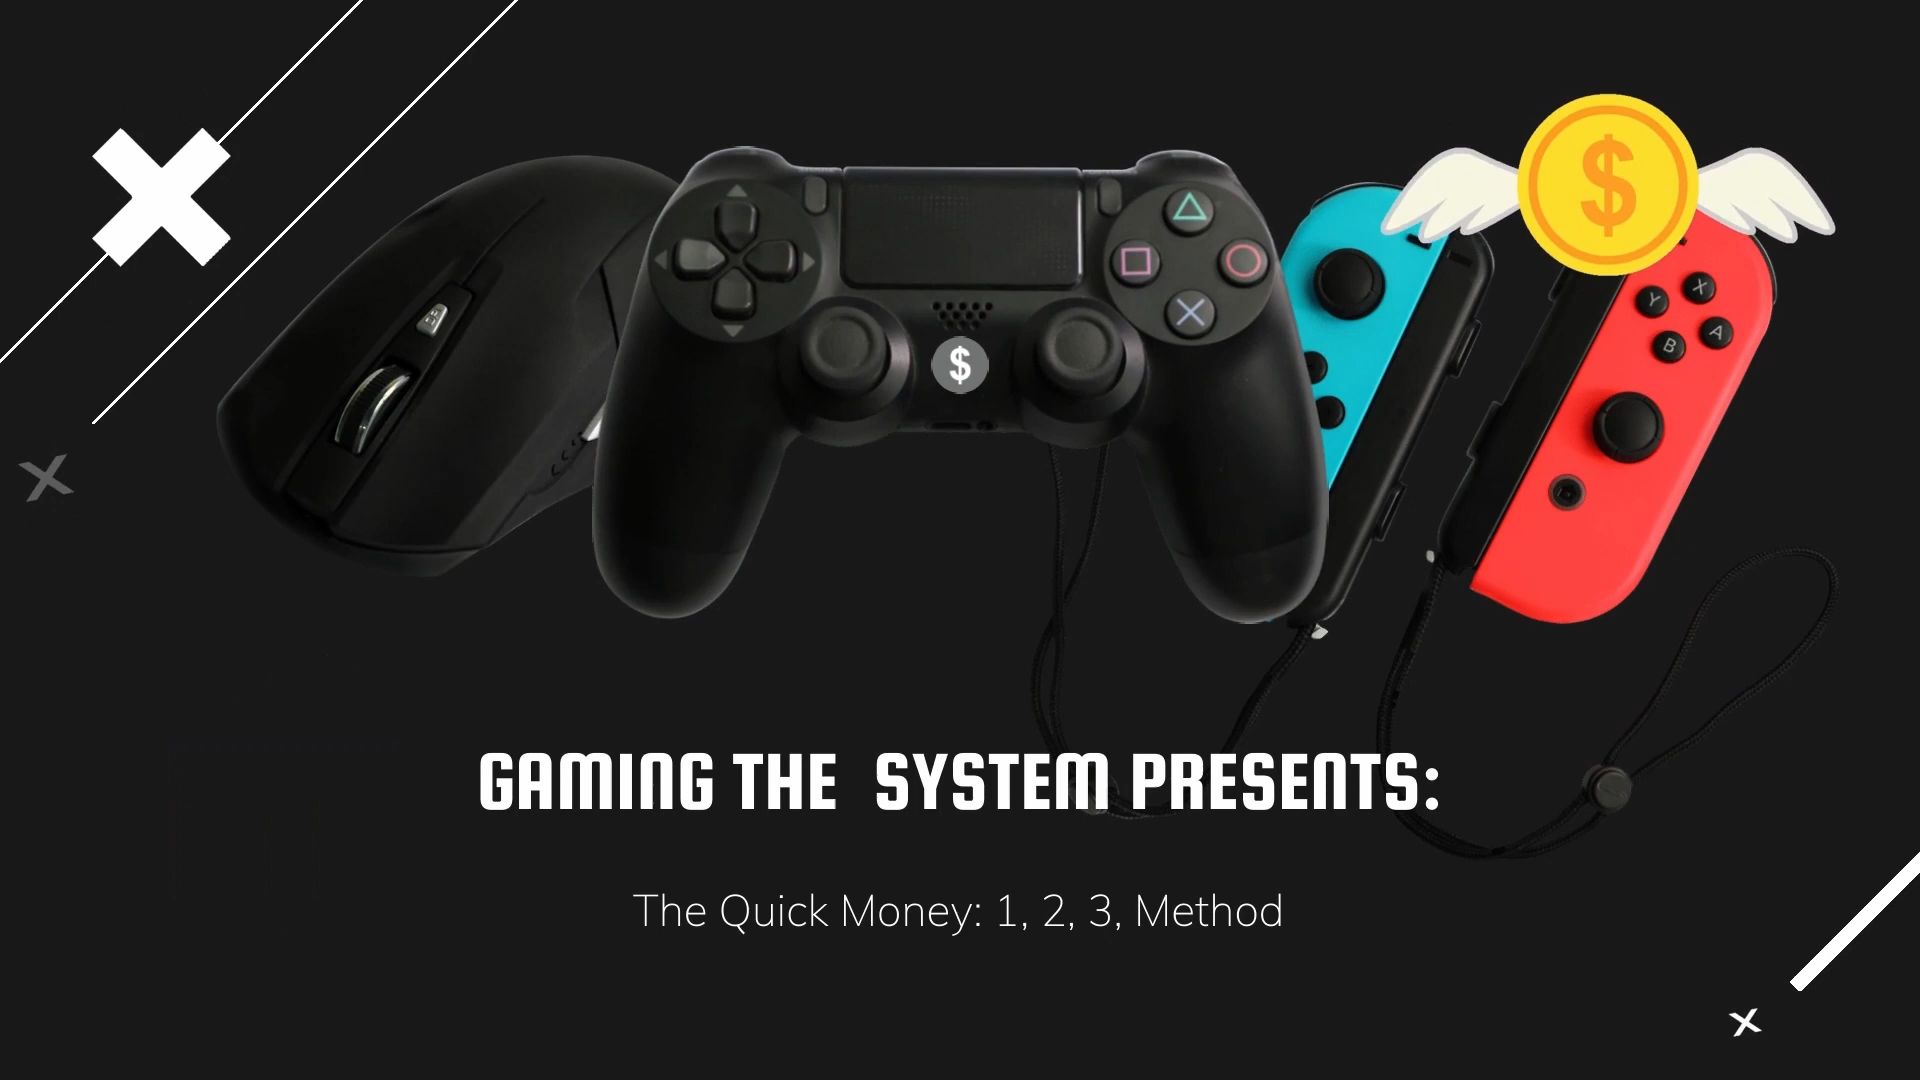 $
$
Y
X
A
B
GAMING THE SYSTEM PRESENTS:
The Quick Money: 1, 2, 3, Method